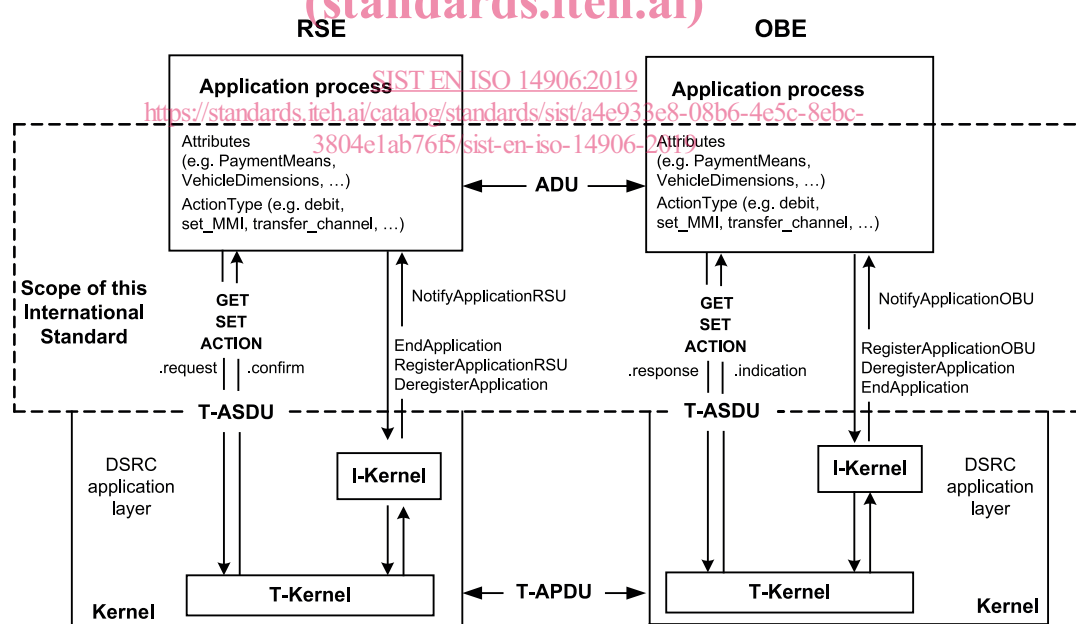 (standards.iteh.ai)
RSE
OBE
SIST EN ISO 14906:2019
https://standards.iteh.ai/catalog/standards/sist/a4e933e8-08b6-4e5c-8ebc-
3804e1ab76f5/sist-en-iso-14906-2019
Application process
Attributes
(e.g. PaymentMeans,
VehicleDimensions, ...)
ActionType (e.g. debit,
set_MMI, transfer_channel, ...)
ADU
Application process
Attributes
(e.g. PaymentMeans,
VehicleDimensions, ...)
ActionType (e.g. debit,
set_MMI, transfer_channel, ...)
Scope of this
International
Standard
GET
SET
ACTION
.request
.confirm
NotifyApplicationRSU
EndApplication
RegisterApplicationRSU
DeregisterApplication
GET
SET
ACTION
.response
.indication
NotifyApplicationOBU
RegisterApplicationOBU
DeregisterApplication
EndApplication
T-ASDU
T-ASDU
DSRC
application
layer
I-Kernel
I-Kernel
DSRC
application
layer
T-Kernel
T-APDU
T-Kernel
Kernel
Kernel